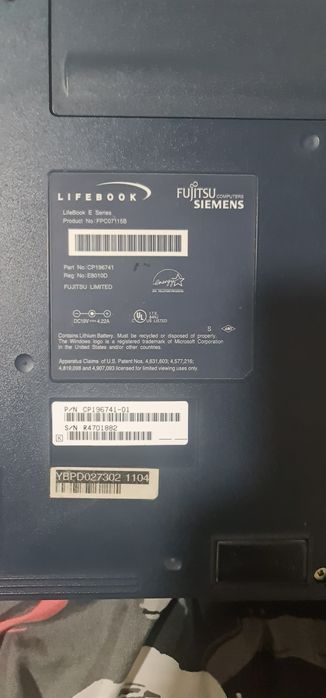 LIFEBOOK
FUJITSU COMPUTERS
SIEMENS
LifeBook E Series
Product No:FPC07115B
Part No.:CP196741
Reg No:E8010D
energy
FUJITSU LIMITED
DC19V 4.22A
UL
I.T.E.
US LISTED
S
Contains Lithium Battery. Must be recycled or disposed of properly.
The Windows logo is a registered trademark of Microsoft Corporation
in the United States and/or other countries.
Apparatus Claims of U.S. Patent Nos. 4,631,603; 4,577,216;
4,819,098 and 4,907,093 licensed for limited viewing uses only.
P/N CP196741-01
S/N R4701882
K
YBPD027302 1104